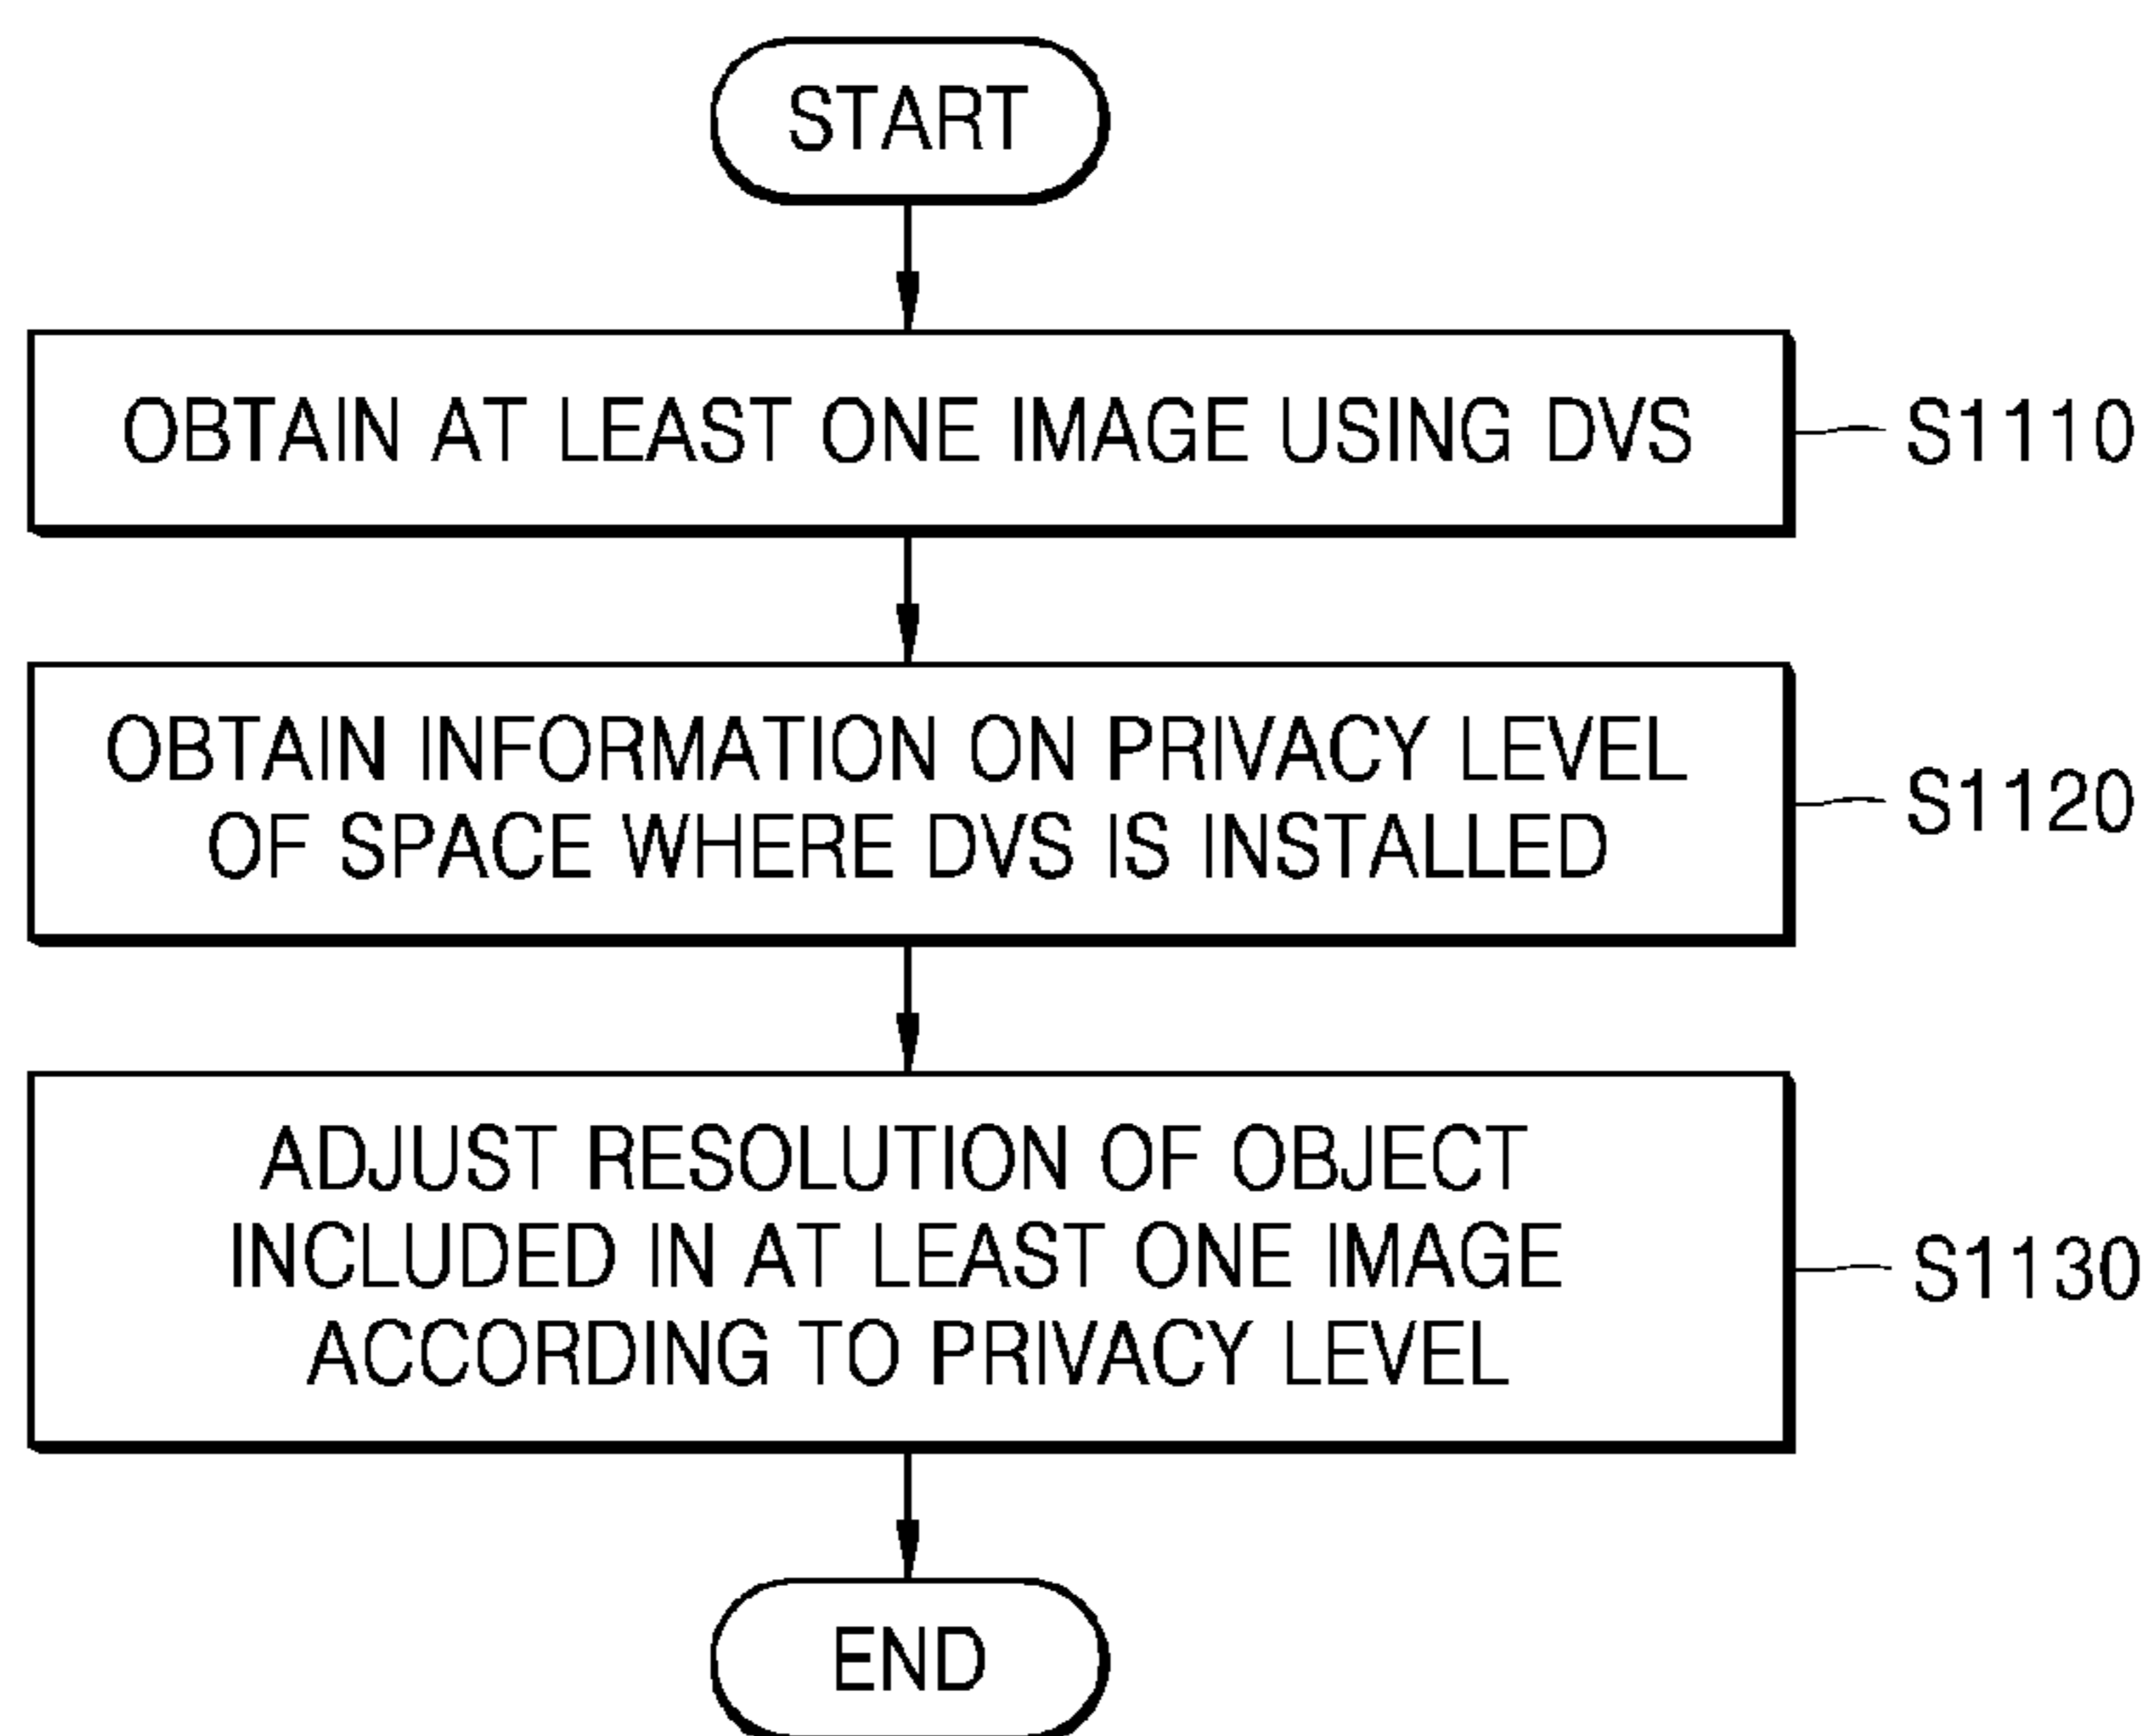 START
OBTAIN AT LEAST ONE IMAGE USING DVS
S1110
OBTAIN INFORMATION ON PRIVACY LEVEL
OF SPACE WHERE DVS IS INSTALLED
S1120
ADJUST RESOLUTION OF OBJECT
INCLUDED IN AT LEAST ONE IMAGE
ACCORDING TO PRIVACY LEVEL
S1130
END